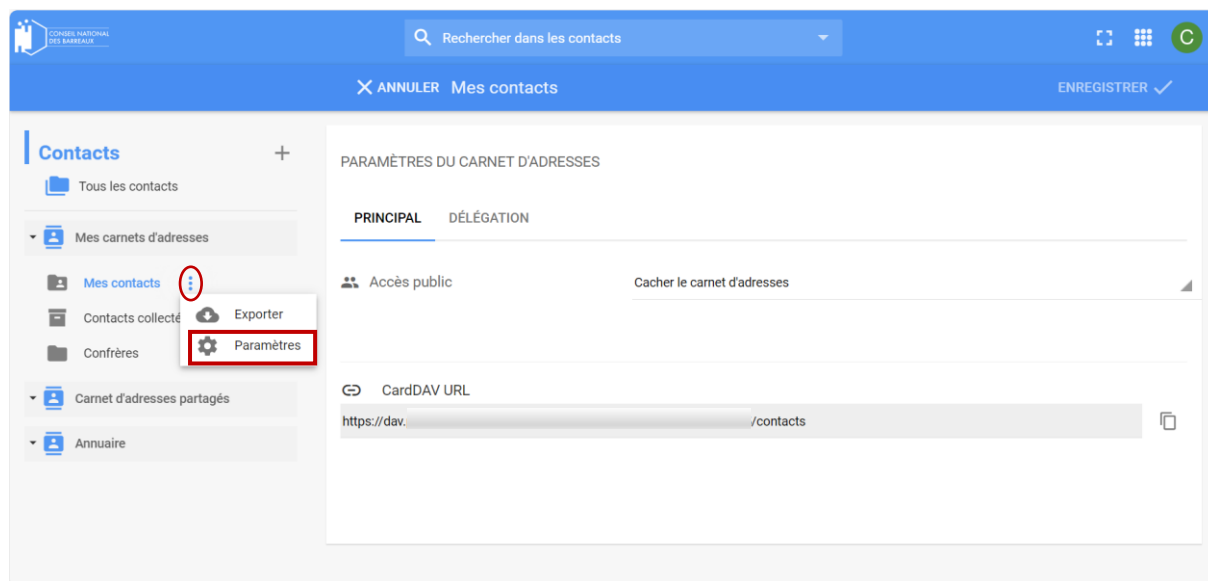 CONSEIL NATIONAL
DES BARREAUX
Rechercher dans les contacts
C
ANNULER Mes contacts
ENREGISTRER
Contacts
Tous les contacts
Mes carnets d'adresses
Mes contacts
Contacts collecté
Confrères
Exporter
Paramètres
Carnet d'adresses partagés
Annuaire
PARAMÈTRES DU CARNET D'ADRESSES
PRINCIPAL DÉLÉGATION
Accès public Cacher le carnet d'adresses
CardDAV URL
https://dav. /contacts